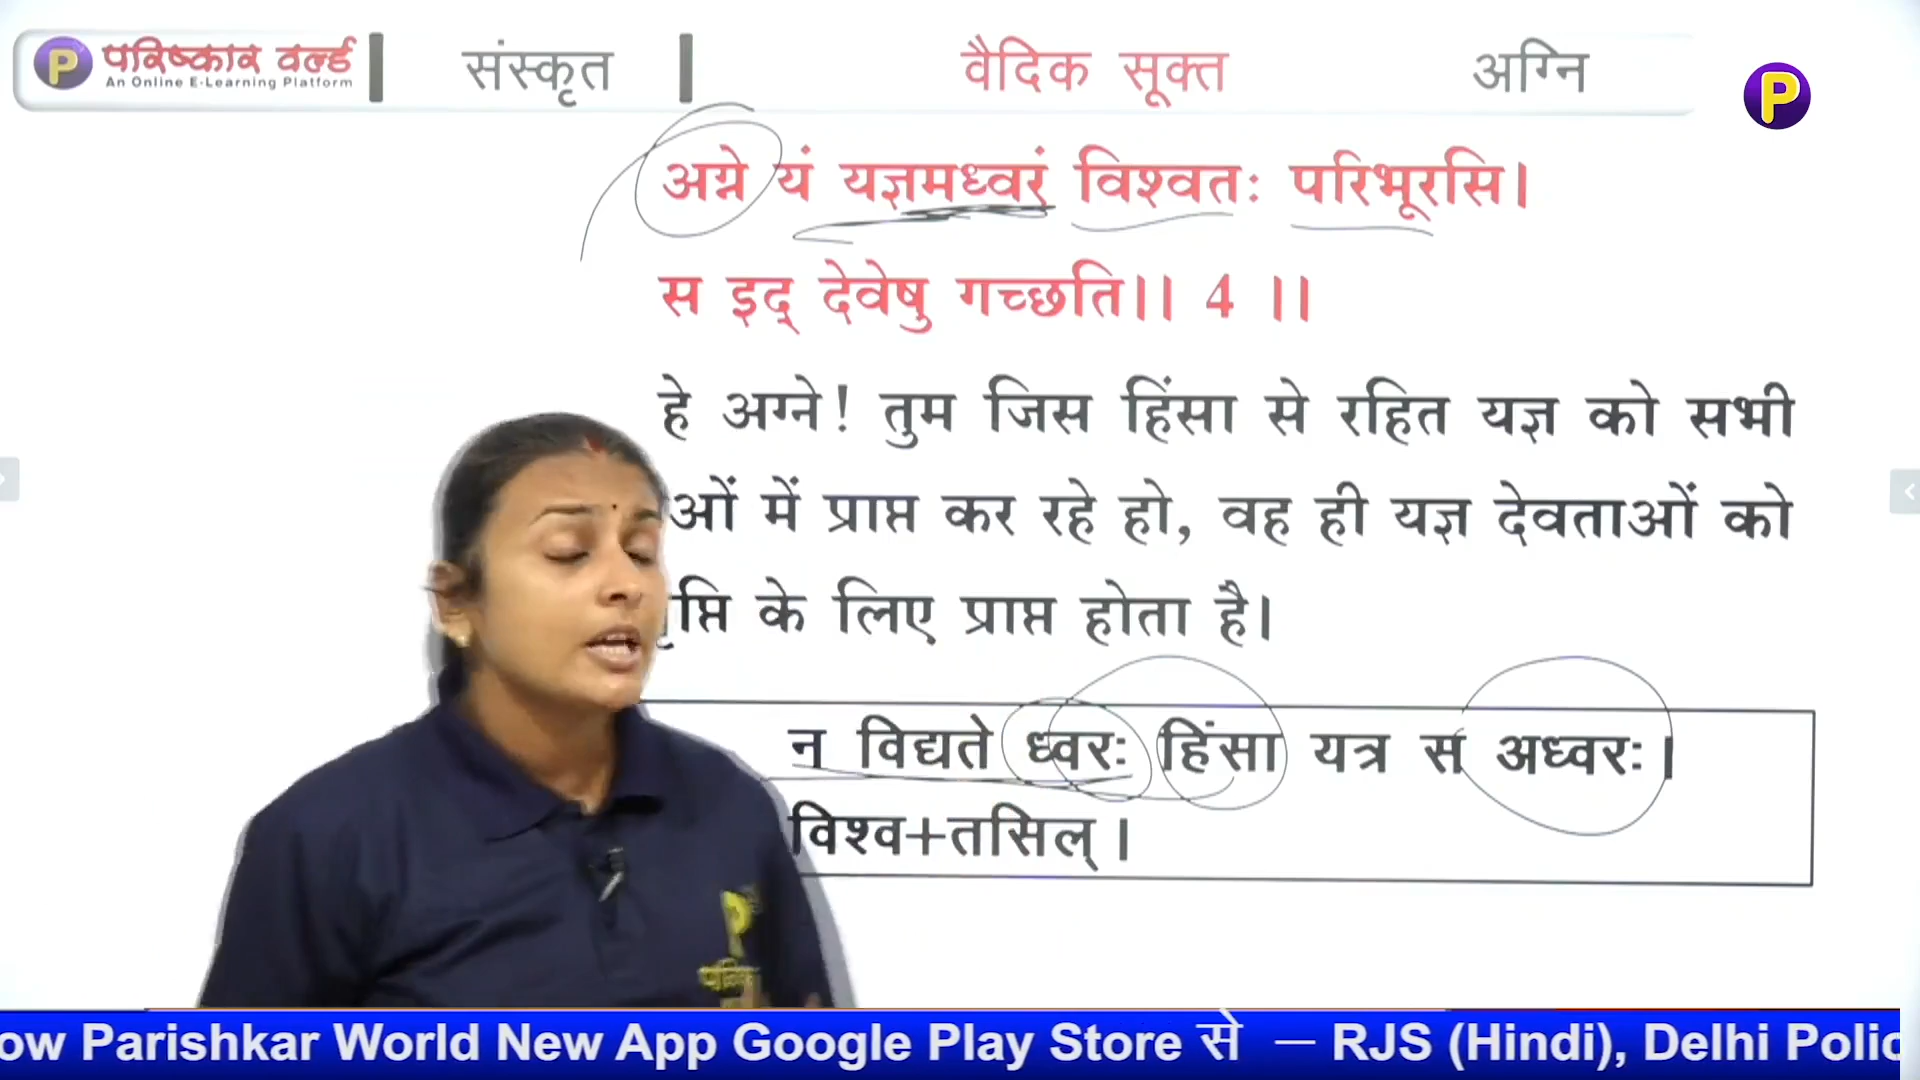 परिष्कार वर्ल्ड
An Online E-Learning Platform
संस्कृत
वैदिक सूक्त
अग्नि
P
P
अग्ने यं यज्ञमध्वरं विश्वतः परिभूरसि।
स इद् देवेषु गच्छति।। 4 ।।
हे अग्ने! तुम जिस हिंसा से रहित यज्ञ को सभी
ओं में प्राप्त कर रहे हो, वह ही यज्ञ देवताओं को
के लिए प्राप्त होता है।
न विद्यते ध्वरः हिंसा यत्र स अध्वरः।
विश्व+तसिल्।
Parishkar World New App Google Play Store से — RJS (Hindi), Delhi